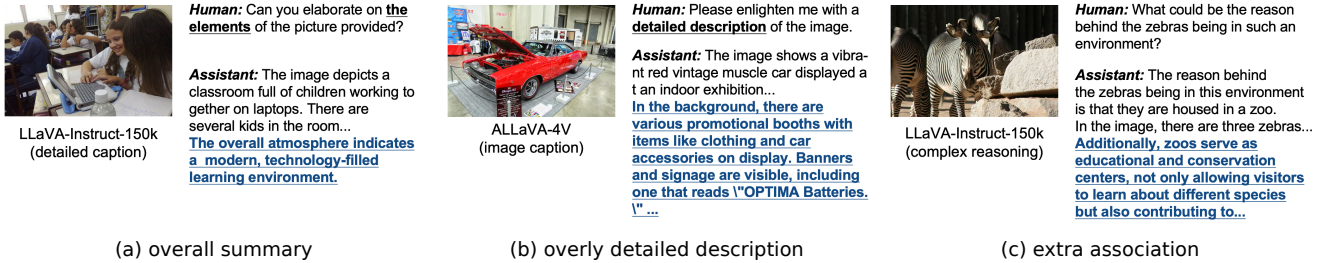 Human: Can you elaborate on the
elements of the picture provided?
Assistant: The image depicts a
classroom full of children working to
gether on laptops. There are
several kids in the room...
The overall atmosphere indicates
a modern, technology-filled
learning environment.
LLaVA-Instruct-150k
(detailed caption)
(a) overall summary
Human: Please enlighten me with a
detailed description of the image.
Assistant: The image shows a vibra-
nt red vintage muscle car displayed a
t an indoor exhibition...
In the background, there are
various promotional booths with
items like clothing and car
accessories on display. Banners
and signage are visible, including
one that reads \"OPTIMA Batteries.
\" ...
ALLaVA-4V
(image caption)
(b) overly detailed description
Human: What could be the reason
behind the zebras being in such an
environment?
Assistant: The reason behind
the zebras being in this environment
is that they are housed in a zoo.
In the image, there are three zebras...
Additionally, zoos serve as
educational and conservation
centers, not only allowing visitors
to learn about different species
but also contributing to...
LLaVA-Instruct-150k
(complex reasoning)
(c) extra association